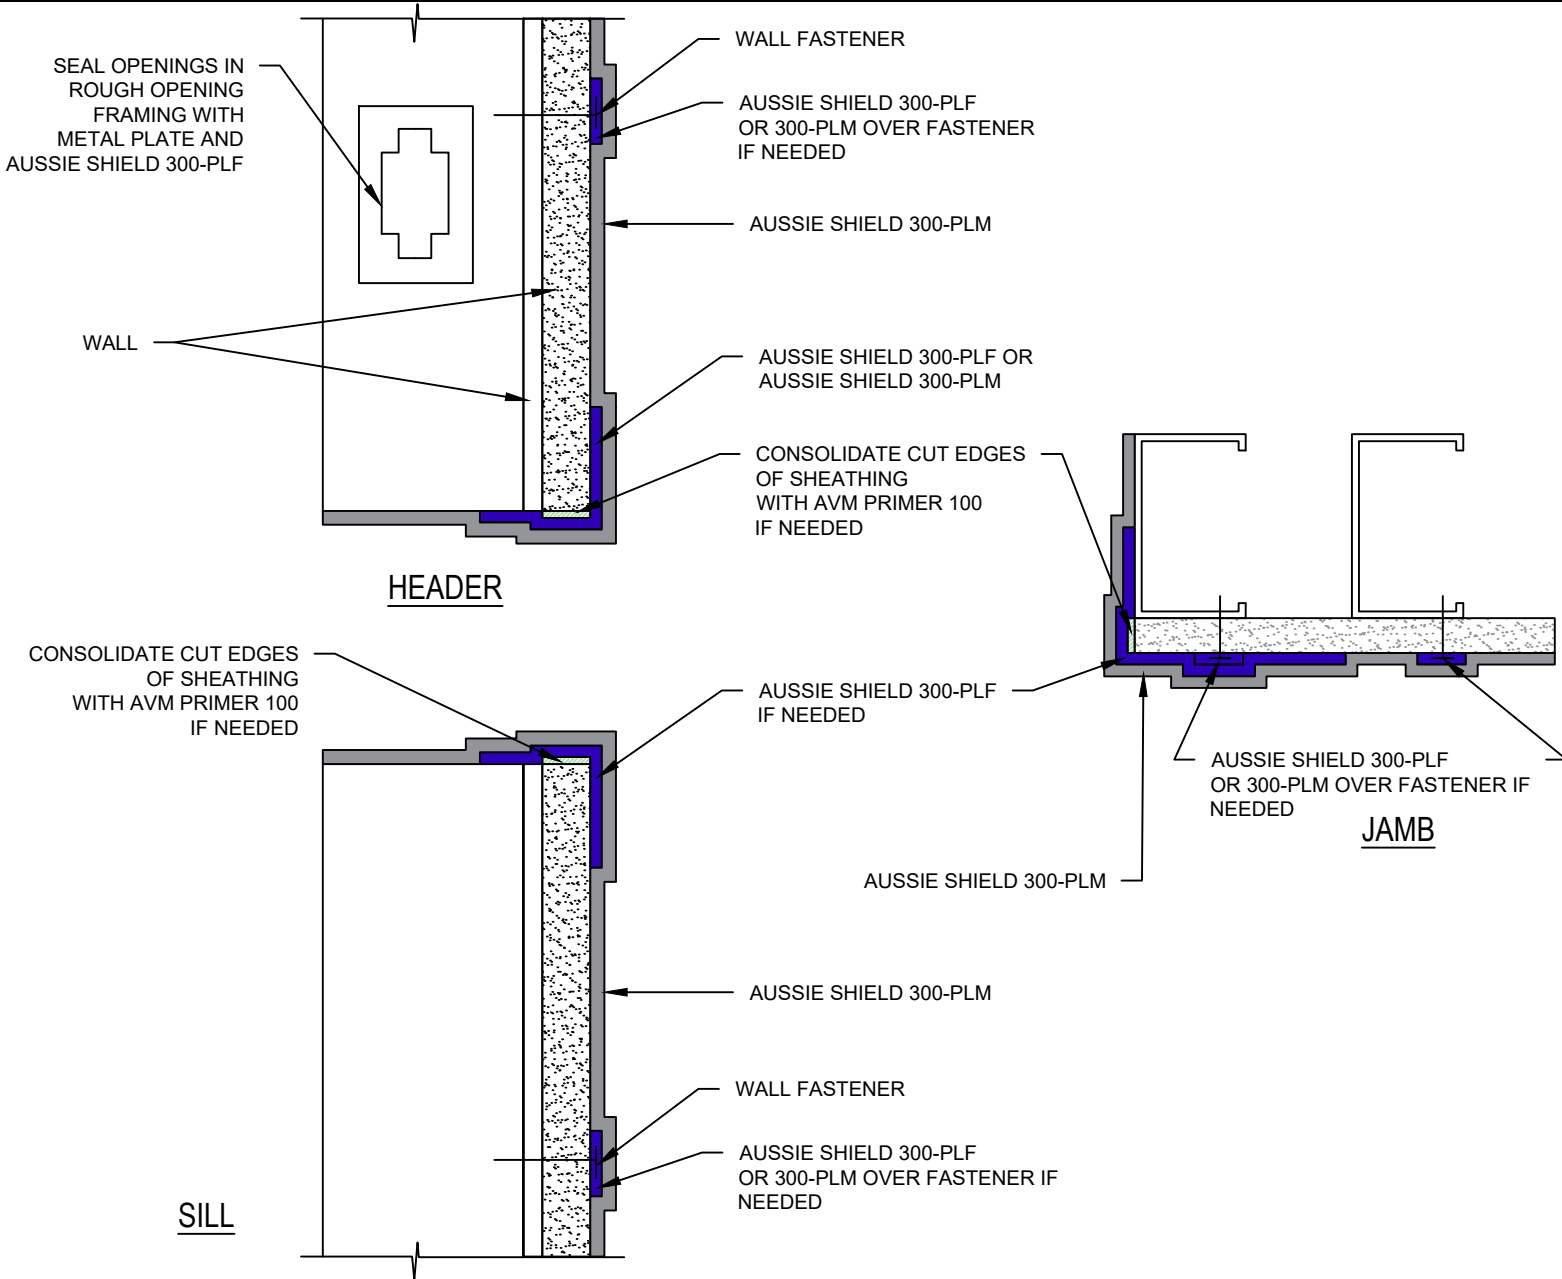 SEAL OPENINGS IN
ROUGH OPENING
FRAMING WITH
METAL PLATE AND
AUSSIE SHIELD 300-PLF
WALL FASTENER
AUSSIE SHIELD 300-PLF
OR 300-PLM OVER FASTENER
IF NEEDED
AUSSIE SHIELD 300-PLM
WALL
AUSSIE SHIELD 300-PLF OR
AUSSIE SHIELD 300-PLM
CONSOLIDATE CUT EDGES
OF SHEATHING
WITH AVM PRIMER 100
IF NEEDED
HEADER
CONSOLIDATE CUT EDGES
OF SHEATHING
WITH AVM PRIMER 100
IF NEEDED
AUSSIE SHIELD 300-PLF
IF NEEDED
AUSSIE SHIELD 300-PLF
OR 300-PLM OVER FASTENER IF
NEEDED
JAMB
AUSSIE SHIELD 300-PLM
AUSSIE SHIELD 300-PLM
WALL FASTENER
AUSSIE SHIELD 300-PLF
OR 300-PLM OVER FASTENER IF
NEEDED
SILL